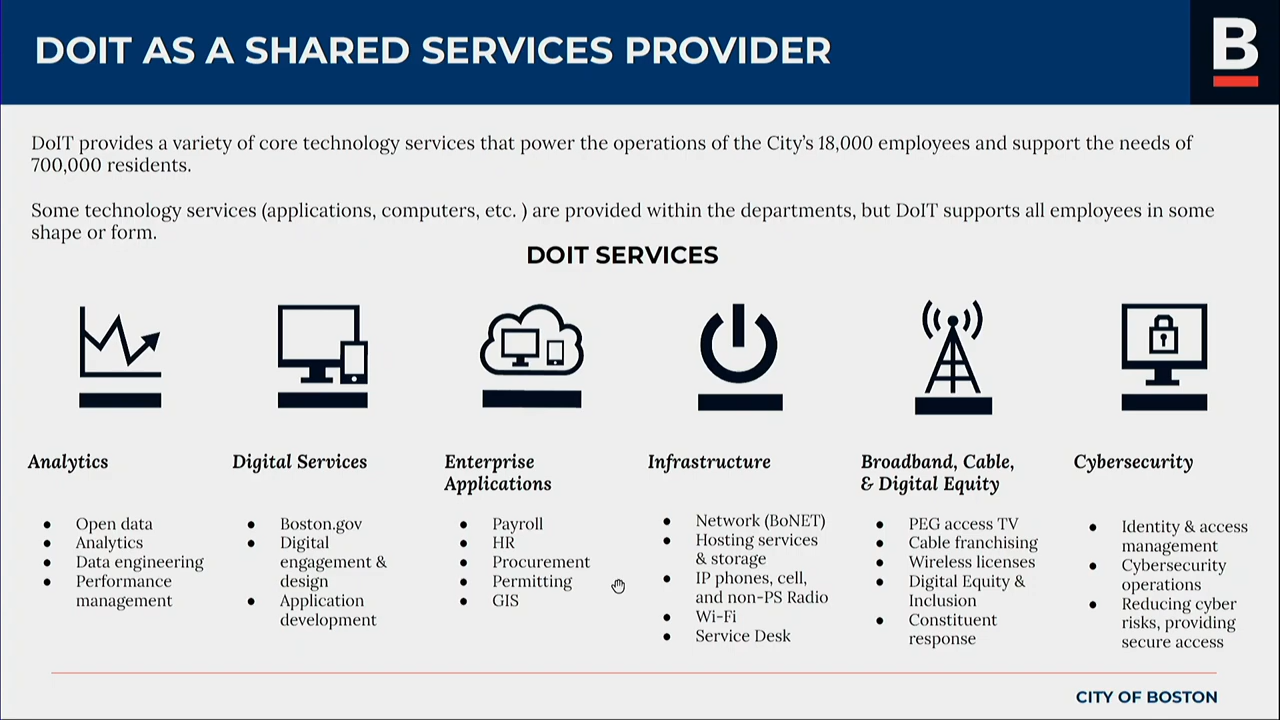 DOIT AS A SHARED SERVICES PROVIDER
B
DoIT provides a variety of core technology services that power the operations of the City’s 18,000 employees and support the needs of
700,000 residents.
Some technology services (applications, computers, etc. ) are provided within the departments, but DoIT supports all employees in some
shape or form.
DOIT SERVICES
Analytics
● Open data
● Analytics
● Data engineering
● Performance
management
Digital Services
● Boston.gov
● Digital
engagement &
design
● Application
development
Enterprise
Applications
● Payroll
● HR
● Procurement
● Permitting
● GIS
Infrastructure
● Network (BoNET)
● Hosting services
& storage
● IP phones, cell,
and non-PS Radio
● Wi-Fi
● Service Desk
Broadband, Cable,
& Digital Equity
● PEG access TV
● Cable franchising
● Wireless licenses
● Digital Equity &
Inclusion
● Constituent
response
Cybersecurity
● Identity & access
management
● Cybersecurity
operations
● Reducing cyber
risks, providing
secure access
CITY OF BOSTON